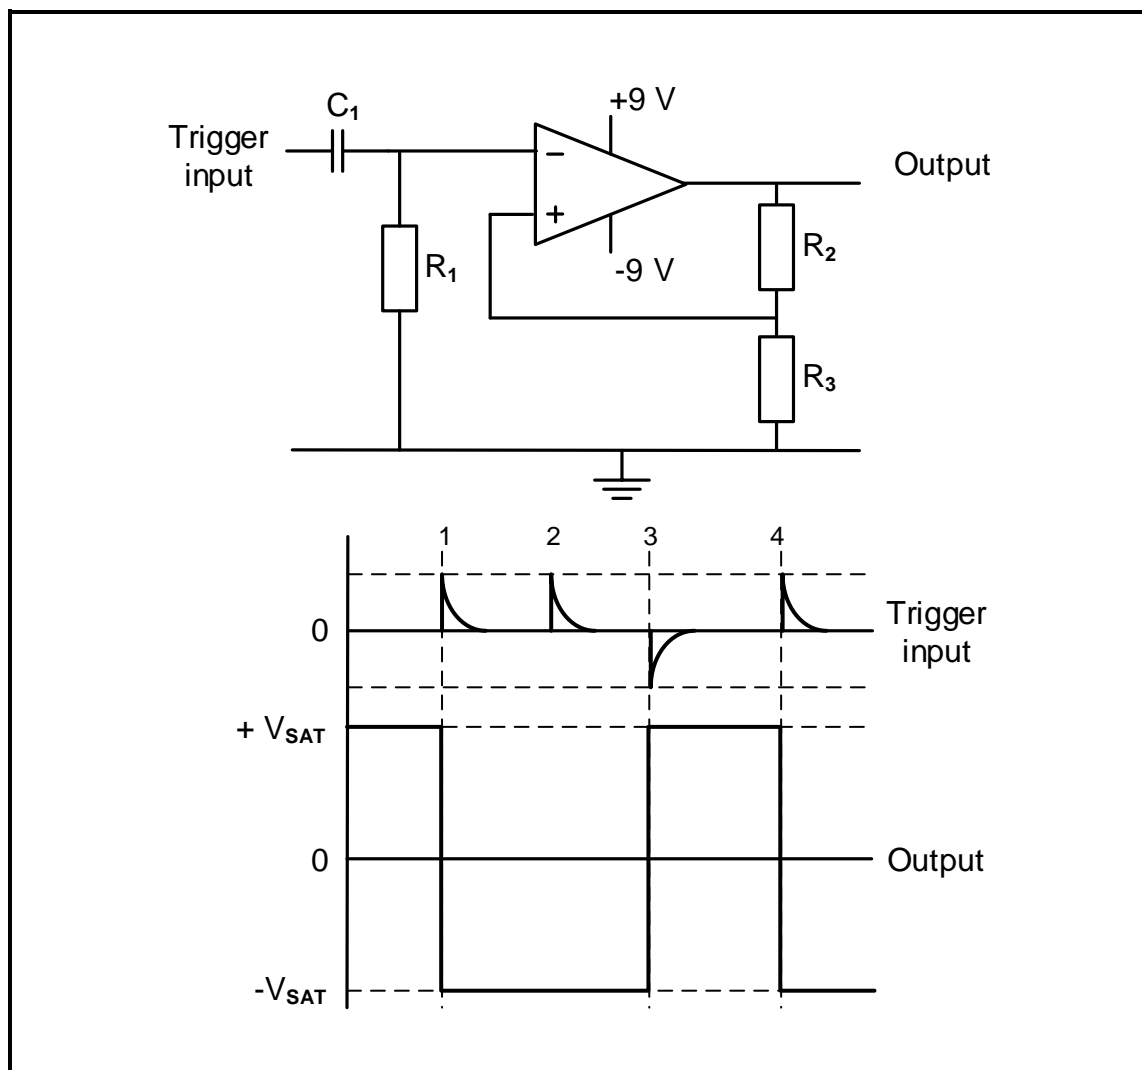 C1
+9 V
Trigger
input
−
Output
+
R2
R1
-9 V
R3
1 2 3 4
0
Trigger
input
+ VSAT
0
Output
-VSAT